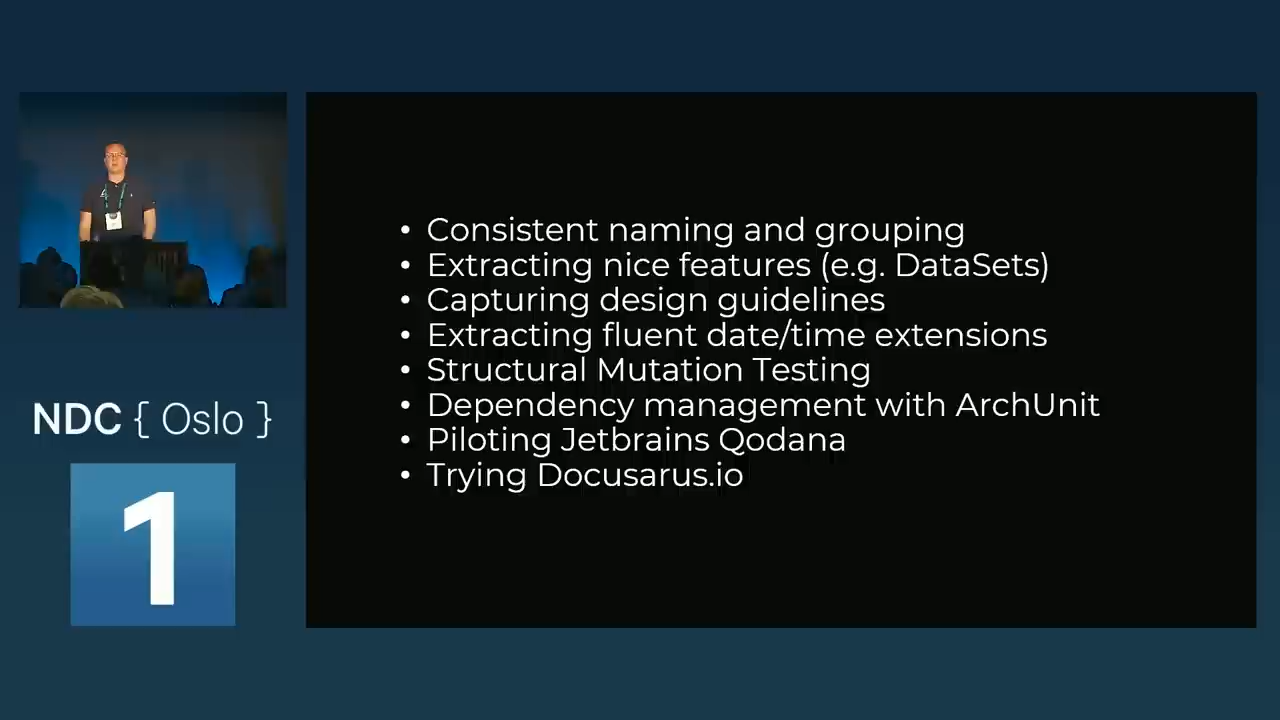 NDC { Oslo }
1
• Consistent naming and grouping
• Extracting nice features (e.g. DataSets)
• Capturing design guidelines
• Extracting fluent date/time extensions
• Structural Mutation Testing
• Dependency management with ArchUnit
• Piloting Jetbrains Qodana
• Trying Docusarus.io